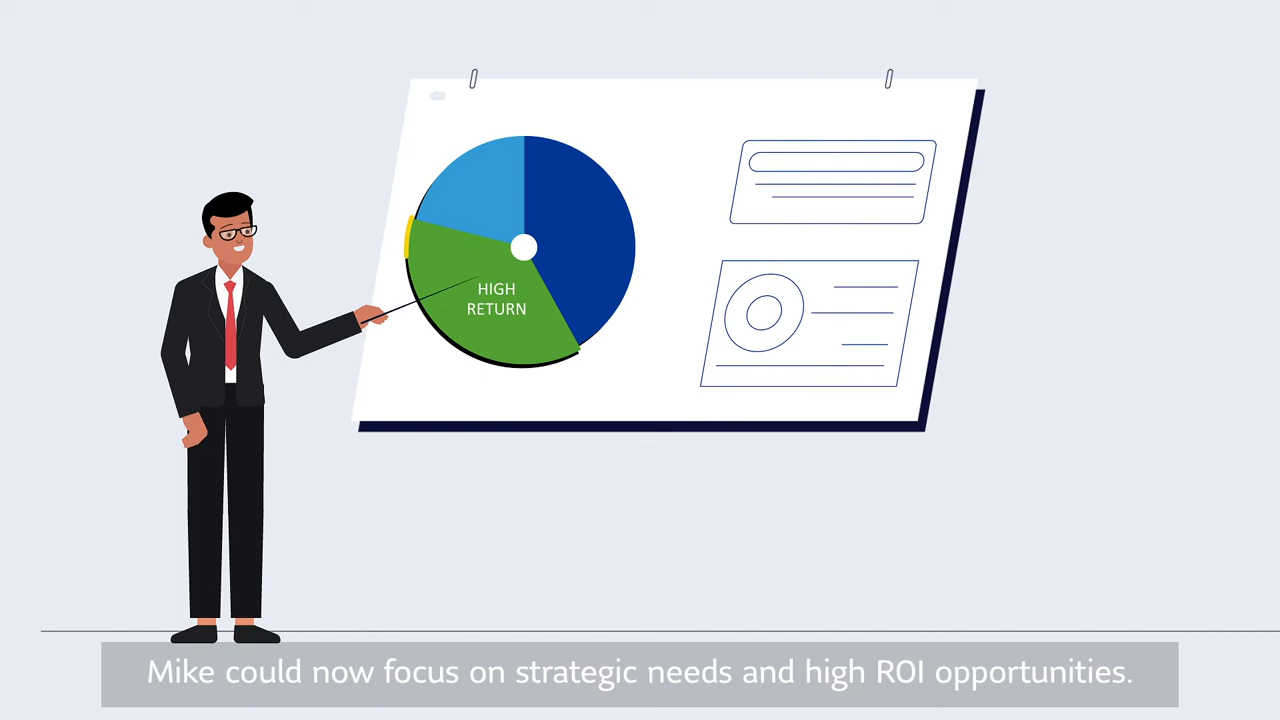 HIGH
RETURN
Mike could now focus on strategic needs and high ROI opportunities.